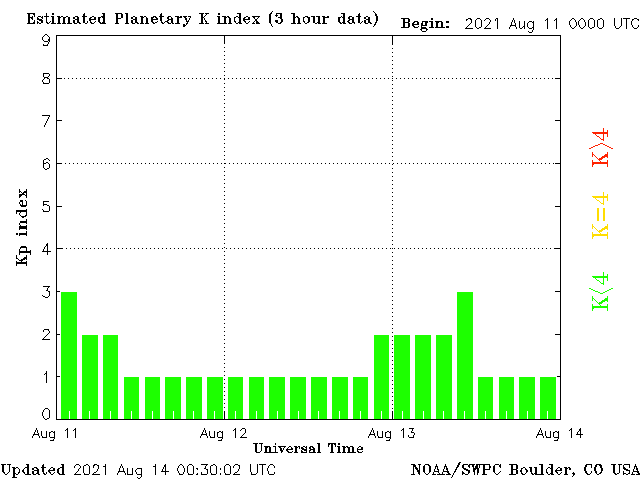 Estimated Planetary K index (3 hour data) Begin: 2021 Aug 11 0000 UTC
9
8
7
6
5
4
3
2
1
0
Kp index
K>4
K=4
K<4
Aug 11 Aug 12 Aug 13 Aug 14
Universal Time
Updated 2021 Aug 14 00:30:02 UTC NOAA/SWPC Boulder, CO USA